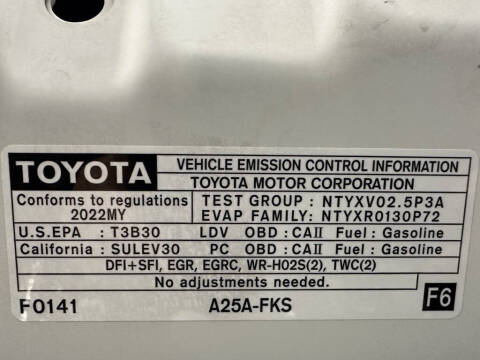 TOYOTA VEHICLE EMISSION CONTROL INFORMATION
TOYOTA MOTOR CORPORATION
Conforms to regulations TEST GROUP : NTYXV02.5P3A
2022MY EVAP FAMILY: NTYXR0130P72
U.S.EPA : T3B30 LDV OBD : CAII Fuel : Gasoline
California : SULEV30 PC OBD : CAII Fuel : Gasoline
DFI+SFI, EGR, EGRC, WR-HO2S(2), TWC(2)
No adjustments needed.
F0141 A25A-FKS F6